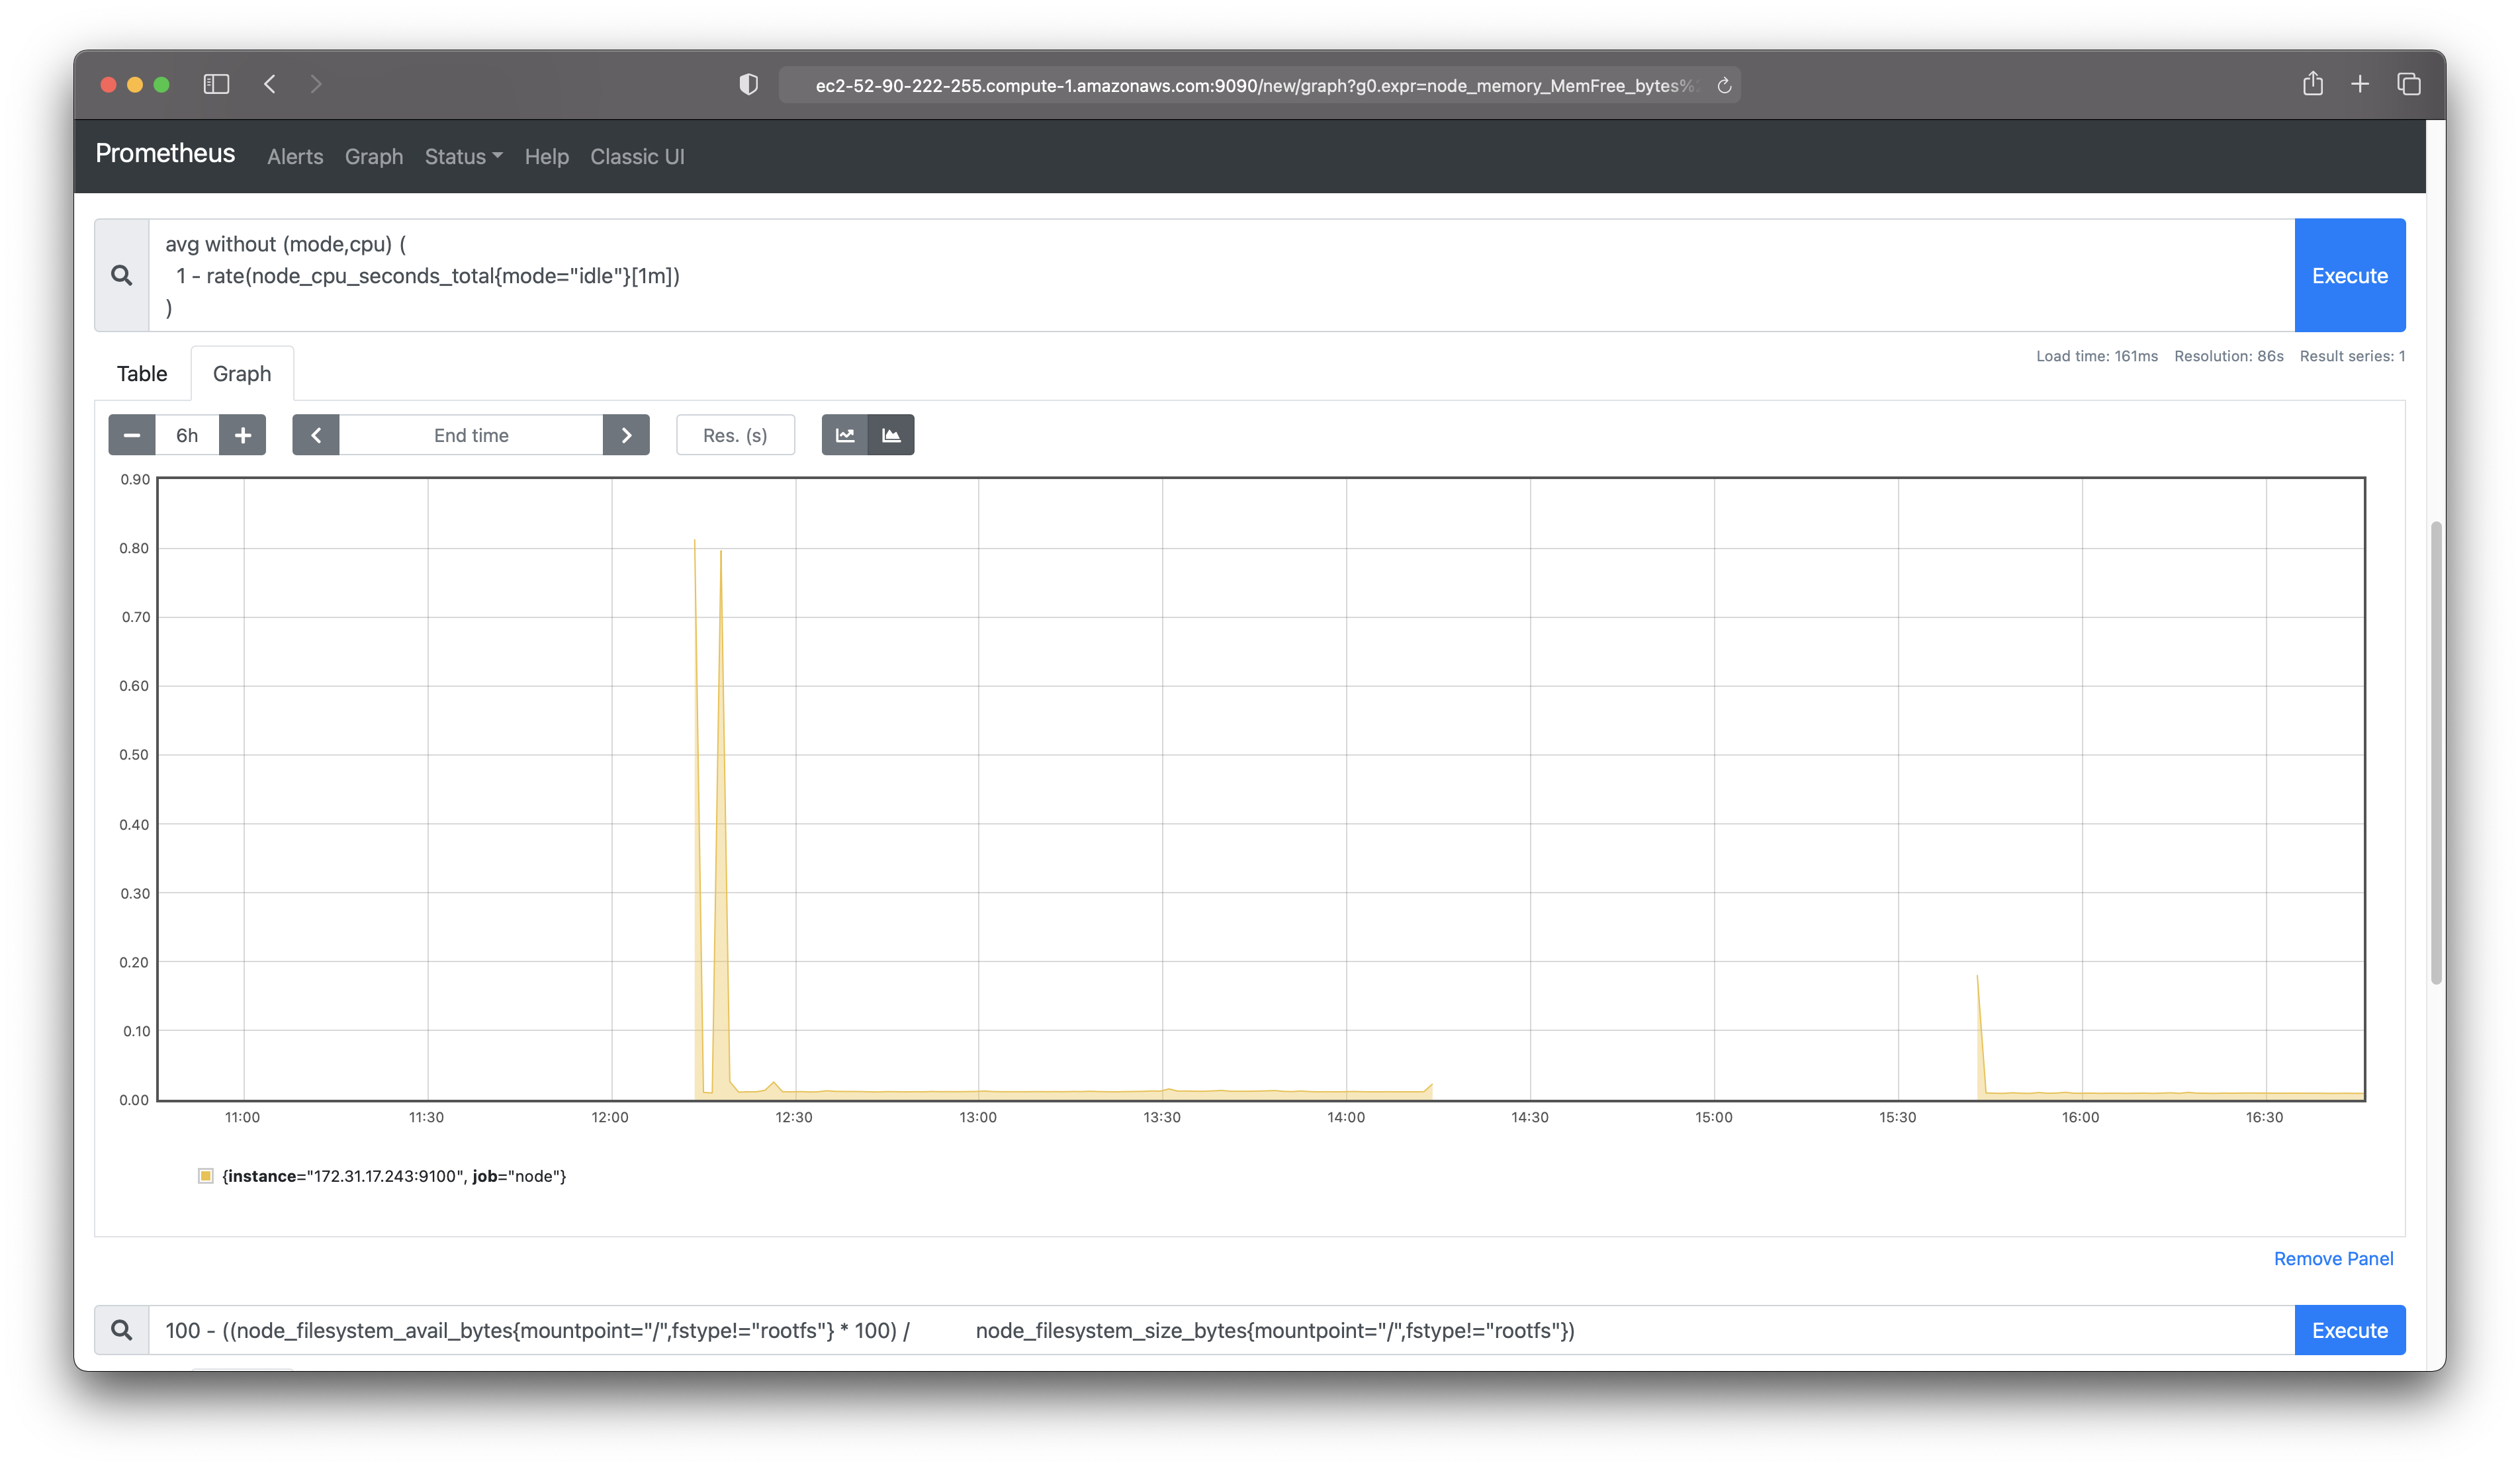 ec2-52-90-222-255.compute-1.amazonaws.com:9090/new/graph?g0.expr=node_memory_MemFree_bytes%
Prometheus Alerts Graph Status Help Classic UI
avg without (mode,cpu) (
1 - rate(node_cpu_seconds_total{mode="idle"}[1m])
)
Execute
Load time: 161ms Resolution: 86s Result series: 1
Table Graph
6h End time Res. (s)
0.90
0.80
0.70
0.60
0.50
0.40
0.30
0.20
0.10
0.00
11:00 11:30 12:00 12:30 13:00 13:30 14:00 14:30 15:00 15:30 16:00 16:30
{instance="172.31.17.243:9100", job="node"}
Remove Panel
100 - ((node_filesystem_avail_bytes{mountpoint="/",fstype!="rootfs"} * 100) / node_filesystem_size_bytes{mountpoint="/",fstype!="rootfs"})
Execute